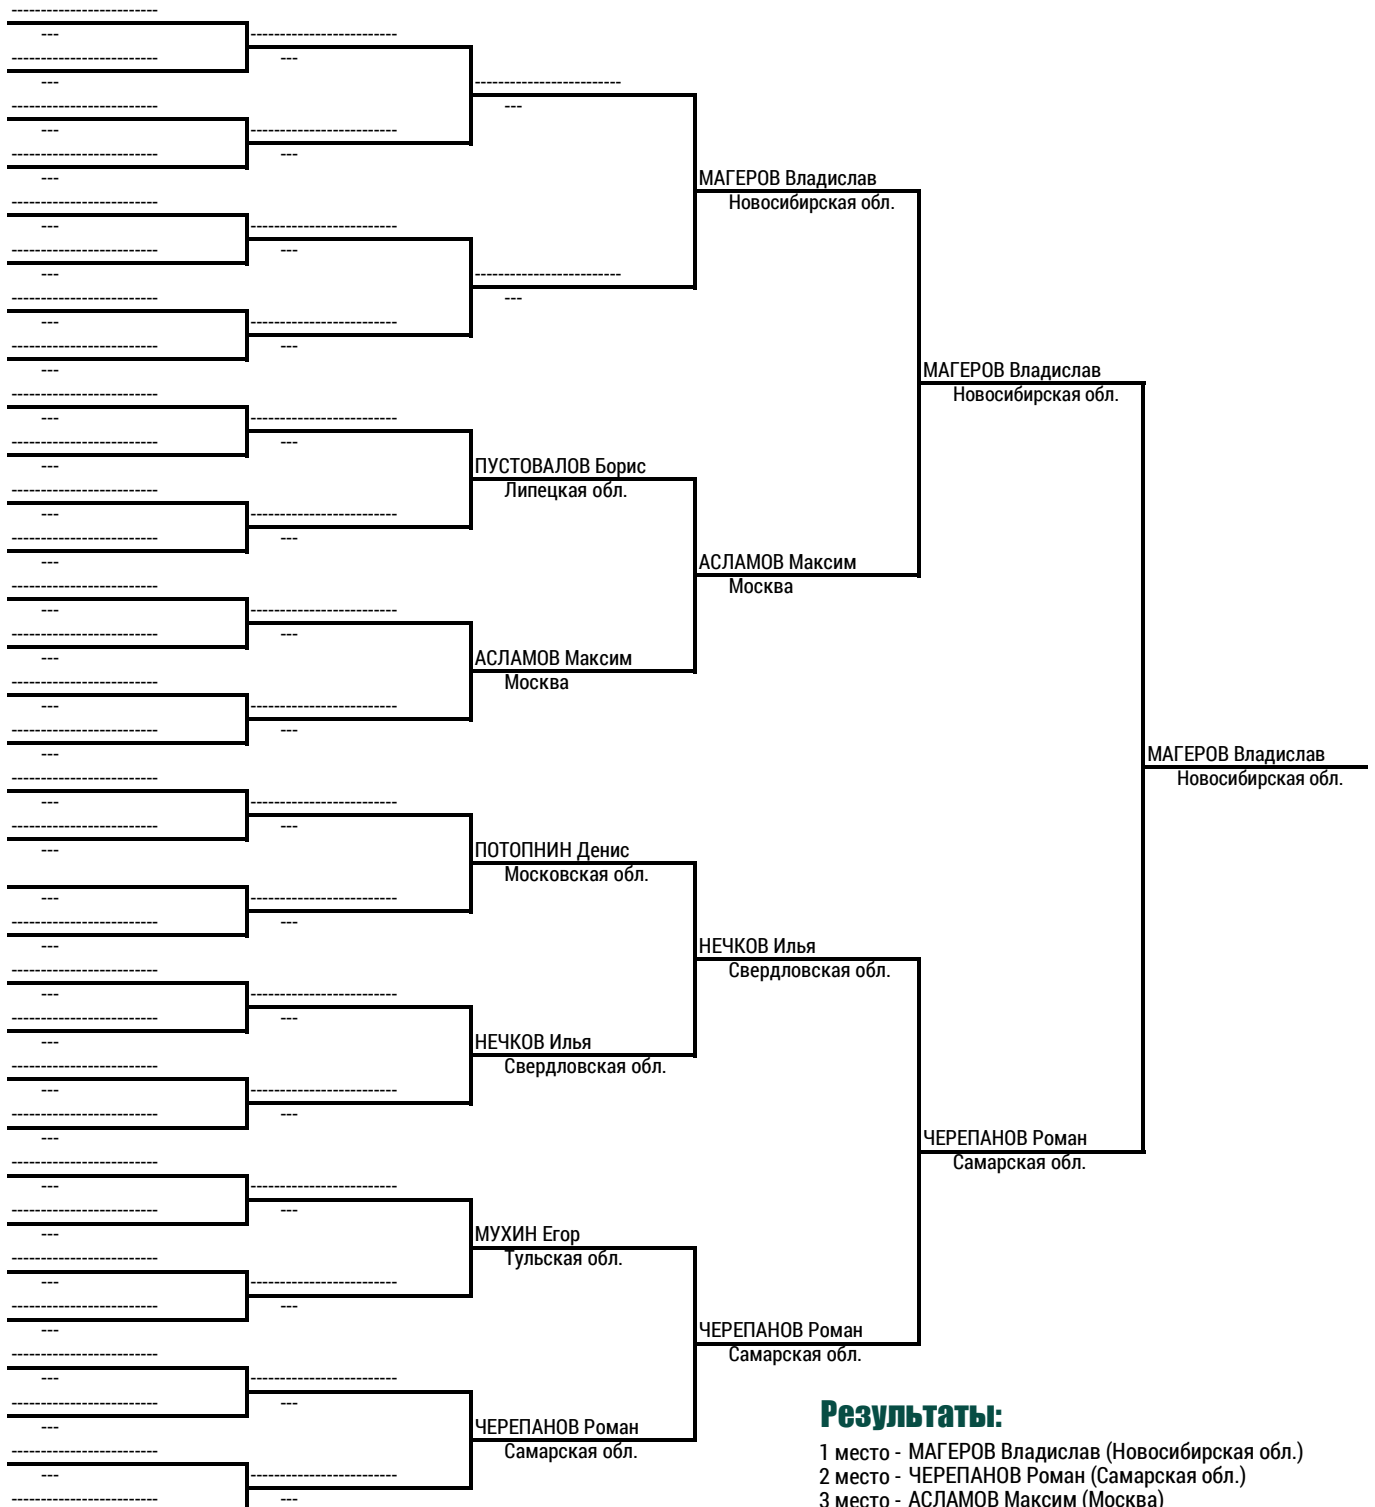 МАГЕРОВ Владислав
Новосибирская обл.
МАГЕРОВ Владислав
Новосибирская обл.
ПУСТОВАЛОВ Борис
Липецкая обл.
АСЛАМОВ Максим
Москва
АСЛАМОВ Максим
Москва
МАГЕРОВ Владислав
Новосибирская обл.
ПОТОПНИН Денис
Московская обл.
НЕЧКОВ Илья
Свердловская обл.
НЕЧКОВ Илья
Свердловская обл.
ЧЕРЕПАНОВ Роман
Самарская обл.
МУХИН Егор
Тульская обл.
ЧЕРЕПАНОВ Роман
Самарская обл.
ЧЕРЕПАНОВ Роман
Самарская обл.
Результаты:
1 место - МАГЕРОВ Владислав (Новосибирская обл.)
2 место - ЧЕРЕПАНОВ Роман (Самарская обл.)
3 место - АСЛАМОВ Максим (Москва)